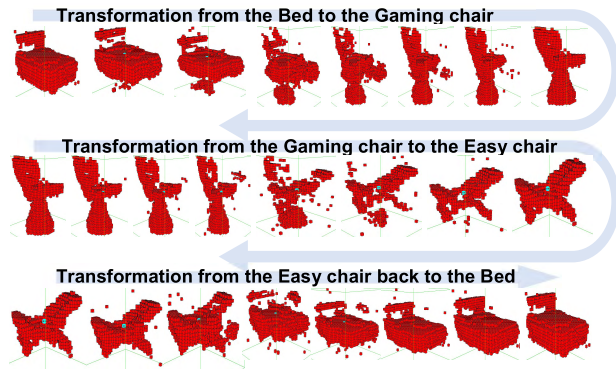 Transformation from the Bed to the Gaming chair
Transformation from the Gaming chair to the Easy chair
Transformation from the Easy chair back to the Bed